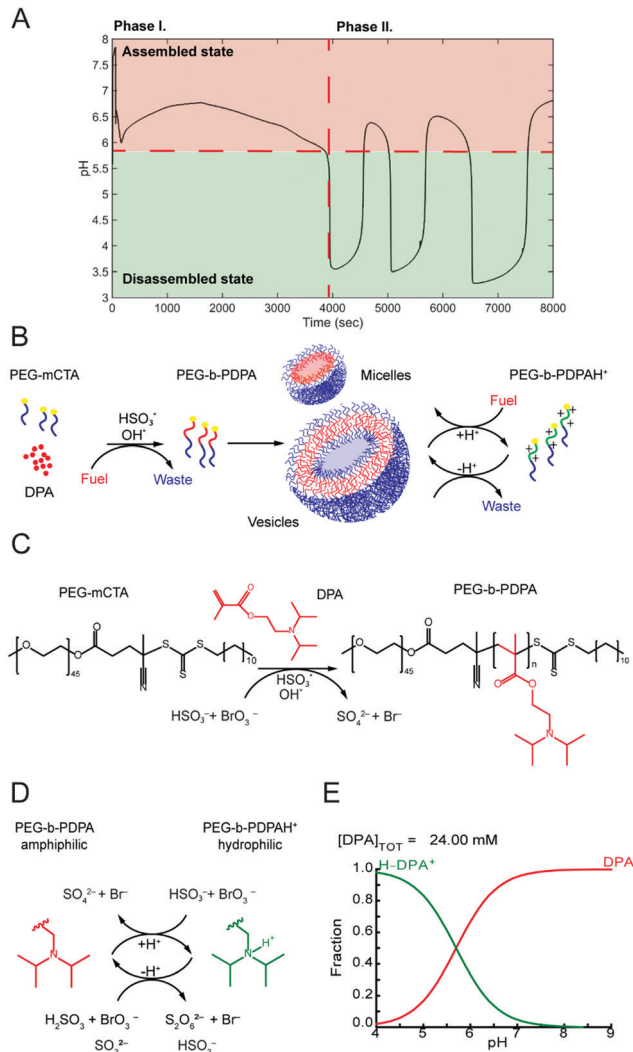 A
Phase I.
Phase II.
Assembled state
Disassembled state
8
7.5
7
6.5
6
5.5
5
4.5
4
3.5
3
pH
0
1000
2000
3000
4000
5000
6000
7000
8000
Time (sec)
B
PEG-mCTA
DPA
HSO₃•
OH•
Fuel
Waste
PEG-b-PDPA
Micelles
Vesicles
PEG-b-PDPAH⁺
Fuel
+H⁺
-H⁺
Waste
C
PEG-mCTA
DPA
PEG-b-PDPA
HSO₃•
OH•
HSO₃⁻ + BrO₃⁻
SO₄²⁻ + Br⁻
O
O
45
O
N
S
S
S
10
O
O
N
O
O
45
O
N
n
S
S
S
10
O
O
N
D
PEG-b-PDPA
amphiphilic
PEG-b-PDPAH⁺
hydrophilic
SO₄²⁻ + Br⁻
HSO₃⁻ + BrO₃⁻
+H⁺
-H⁺
N
N
H⁺
H₂SO3 + BrO₃⁻
S₂O₆²⁻ + Br⁻
E
[DPA]TOT = 24.00 mM
H-DPA⁺
DPA
1.0
0.8
0.6
0.4
0.2
0.0
Fraction
4
5
6
7
8
9
pH